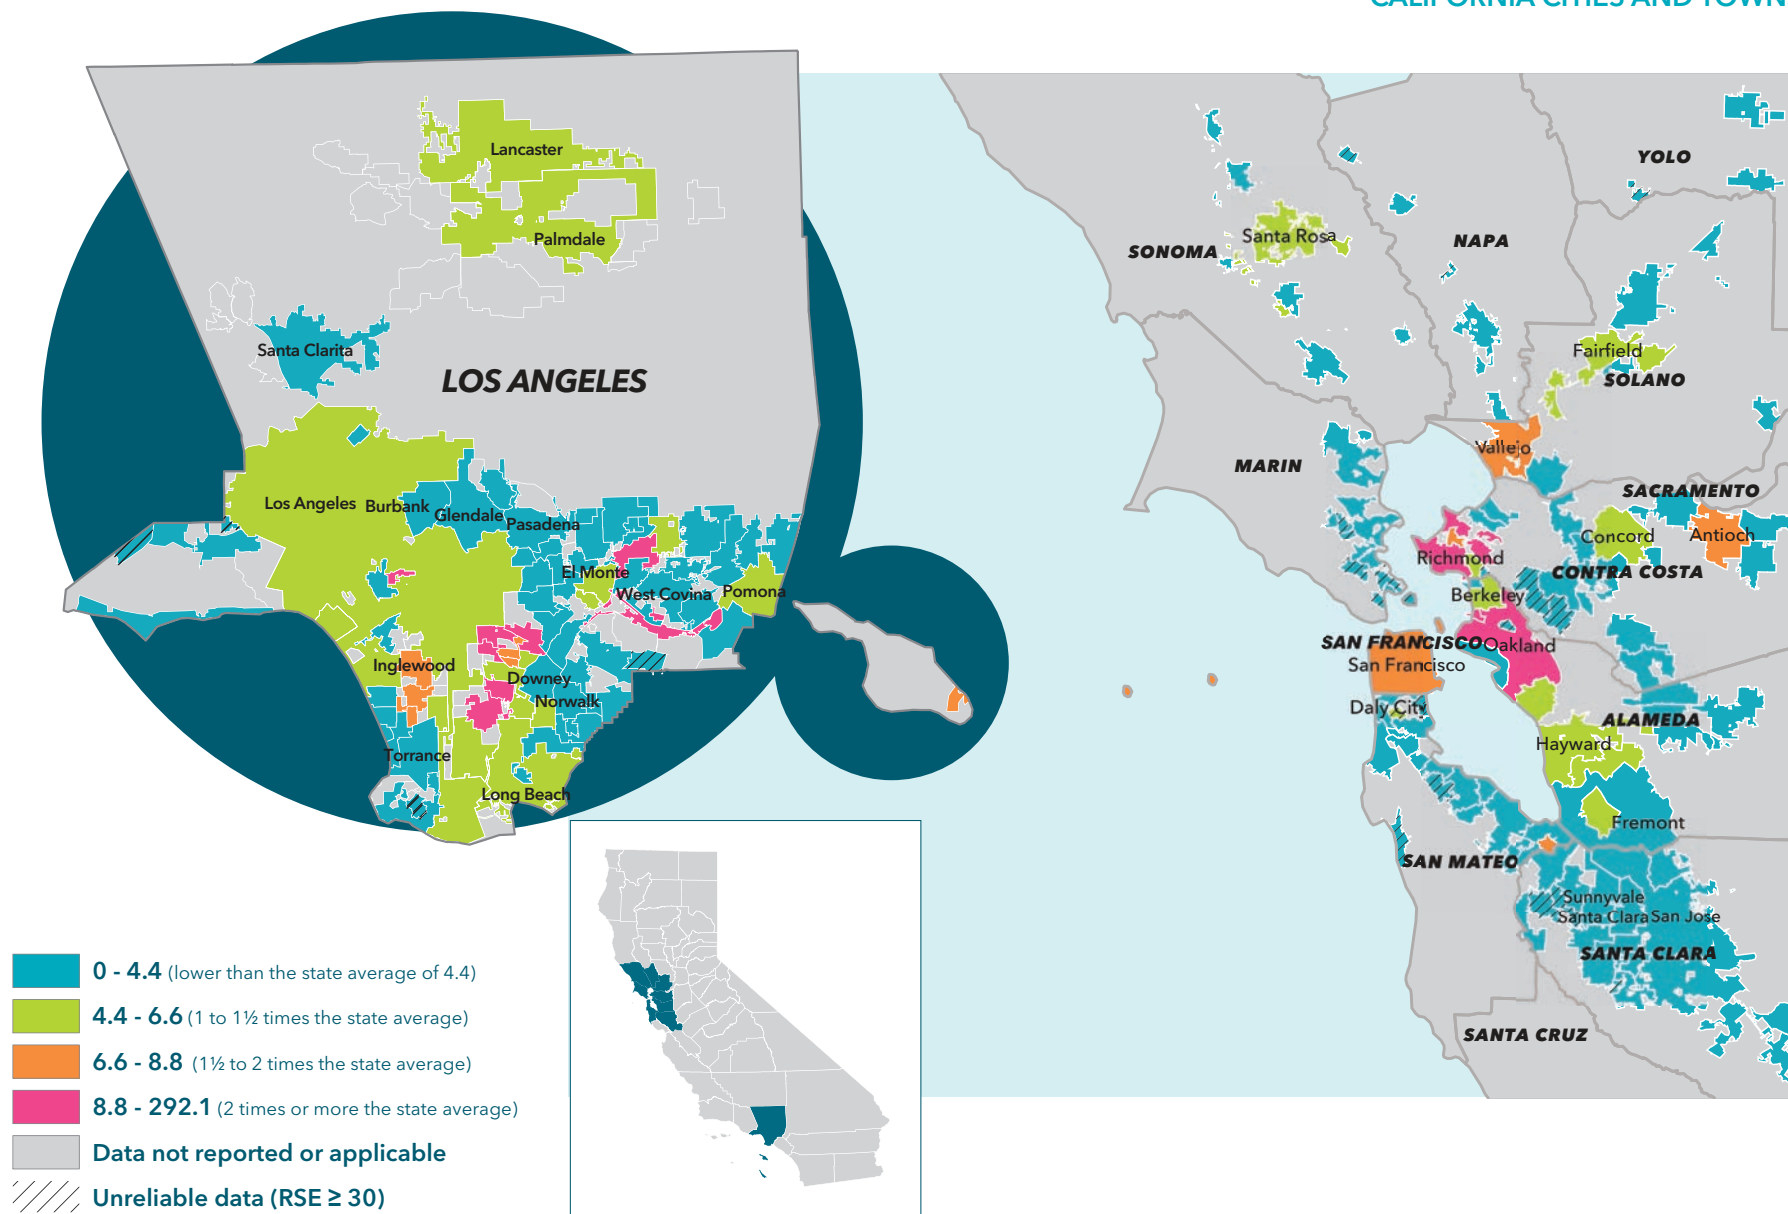 CALIFORNIA CITIES AND TOWN
Lancaster
Palmdale
Santa Clarita
LOS ANGELES
Los Angeles
Burbank
Glendale
Pasadena
El Monte
West Covina
Pomona
Inglewood
Downey
Norwalk
Torrance
Long Beach
YOLO
Santa Rosa
SONOMA
NAPA
Fairfield
SOLANO
Vallejo
MARIN
SACRAMENTO
Concord
Antioch
Richmond
CONTRA COSTA
Berkeley
SAN FRANCISCO
Oakland
San Francisco
Daly City
ALAMEDA
Hayward
Fremont
SAN MATEO
Sunnyvale
Santa Clara
San Jose
SANTA CLARA
SANTA CRUZ
0 - 4.4 (lower than the state average of 4.4)
4.4 - 6.6 (1 to 1½ times the state average)
6.6 - 8.8 (1½ to 2 times the state average)
8.8 - 292.1 (2 times or more the state average)
Data not reported or applicable
Unreliable data (RSE ≥ 30)